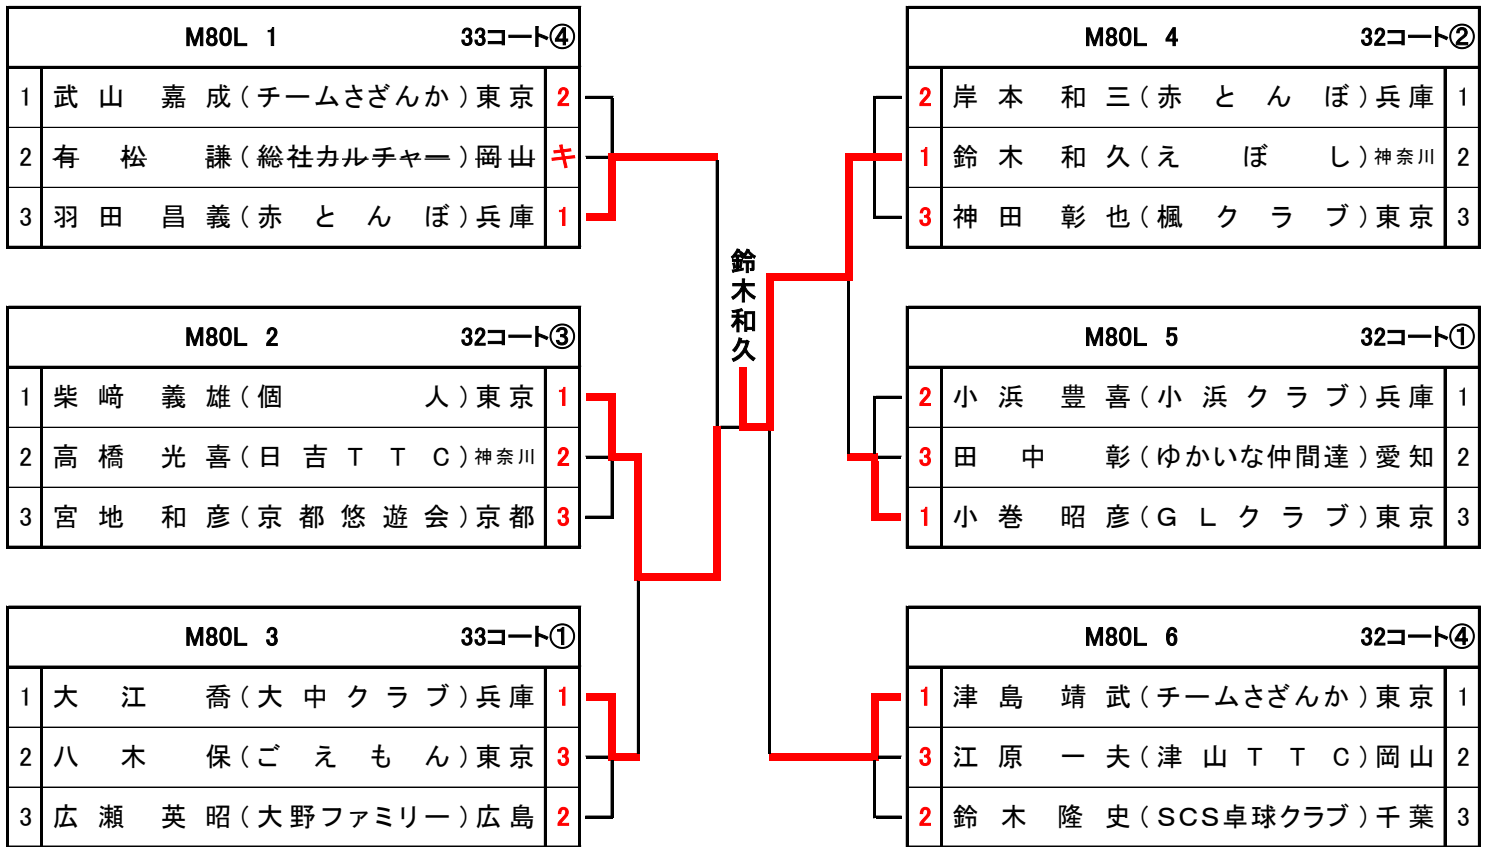 M80L 1 33コート④
1 武山 嘉成(チームさざんか)東京 2
2 有松 謙(総社カルチャー)岡山 キ
3 羽田 昌義(赤とんぼ)兵庫 1
M80L 2 32コート③
1 柴﨑 義雄(個人)東京 1
2 高橋 光喜(日吉TTC)神奈川 2
3 宮地 和彦(京都悠遊会)京都 3
M80L 3 33コート①
1 大江 喬(大中クラブ)兵庫 1
2 八木 保(ごえもん)東京 3
3 広瀬 英昭(大野ファミリー)広島 2
鈴木和久
M80L 4 32コート②
2 岸本 和三(赤とんぼ)兵庫 1
1 鈴木 和久(えぼし)神奈川 2
3 神田 彰也(楓クラブ)東京 3
M80L 5 32コート①
2 小浜 豊喜(小浜クラブ)兵庫 1
3 田中 彰(ゆかいな仲間達)愛知 2
1 小巻 昭彦(GLクラブ)東京 3
M80L 6 32コート④
1 津島 靖武(チームさざんか)東京 1
3 江原 一夫(津山TTC)岡山 2
2 鈴木 隆史(SCS卓球クラブ)千葉 3